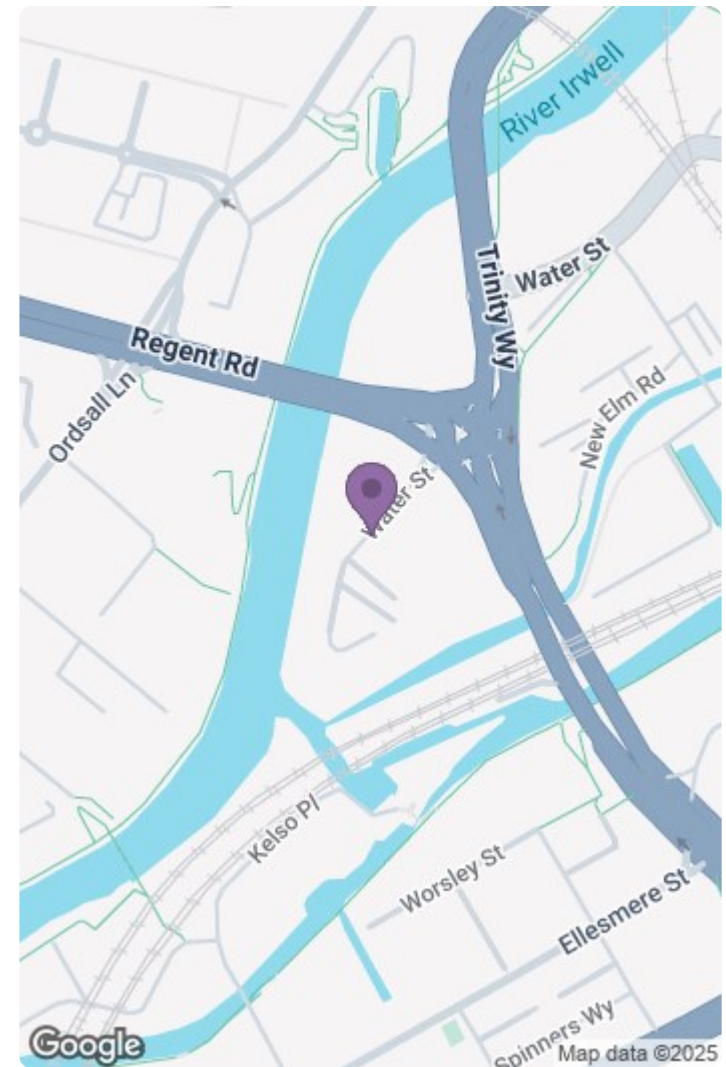 River Irwell
Water St
Trinity Wy
Regent Rd
Ordsall Ln
New Elm Rd
Water St
Kelso Pl
Worsley St
Ellesmere St
Spinners Wy
Google
Map data ©2025